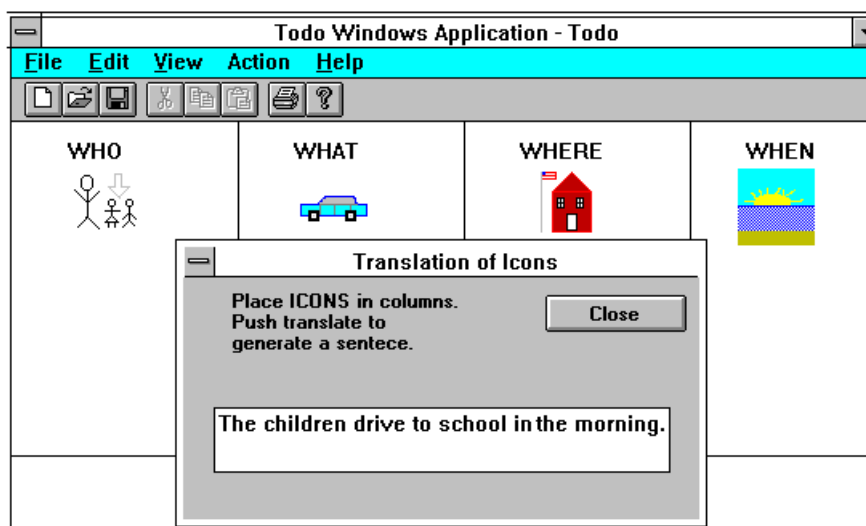 Todo Windows Application - Todo
File Edit View Action Help
?
WHO WHAT WHERE WHEN
Translation of Icons
Place ICONS in columns.
Push translate to
generate a sentece.
Close
The children drive to school in the morning.